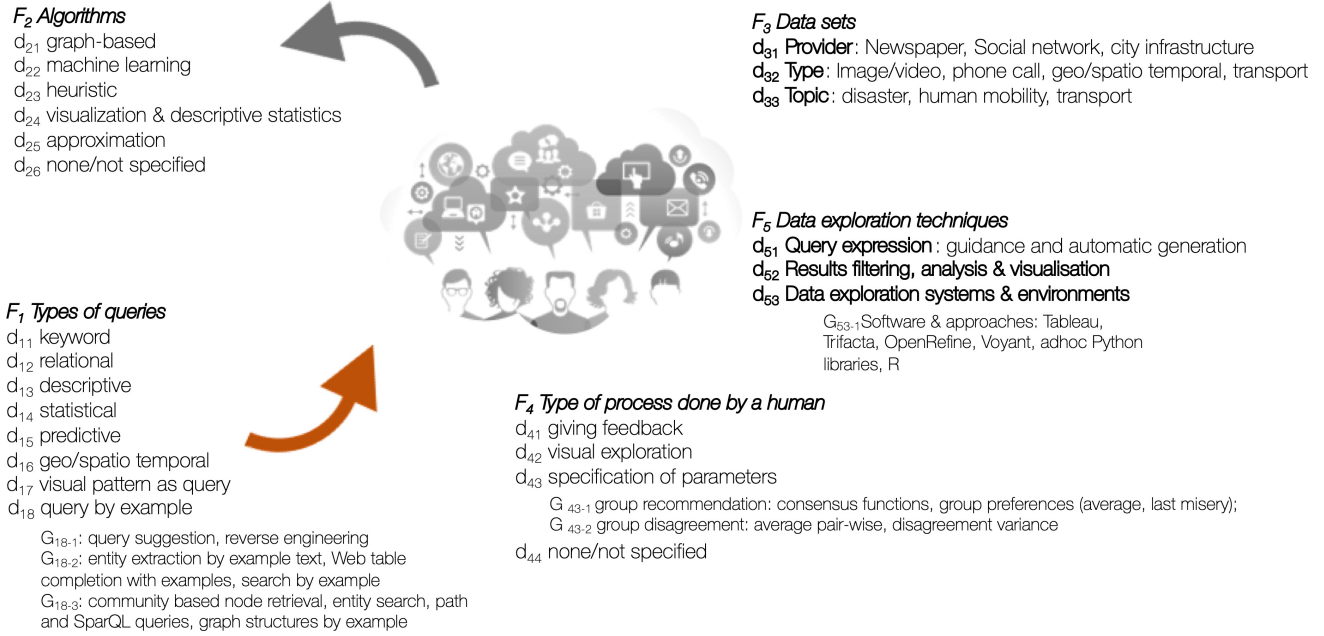 F2 Algorithms
d21 graph-based
d22 machine learning
d23 heuristic
d24 visualization & descriptive statistics
d25 approximation
d26 none/not specified
F3 Data sets
d31 Provider: Newspaper, Social network, city infrastructure
d32 Type: Image/video, phone call, geo/spatio temporal, transport
d33 Topic: disaster, human mobility, transport
F5 Data exploration techniques
d51 Query expression: guidance and automatic generation
d52 Results filtering, analysis & visualisation
d53 Data exploration systems & environments
G53-1Software & approaches: Tableau,
Trifacta, OpenRefine, Voyant, adhoc Python
libraries, R
F1 Types of queries
d11 keyword
d12 relational
d13 descriptive
d14 statistical
d15 predictive
d16 geo/spatio temporal
d17 visual pattern as query
d18 query by example
G18-1: query suggestion, reverse engineering
G18-2: entity extraction by example text, Web table
completion with examples, search by example
G18-3: community based node retrieval, entity search, path
and SparQL queries, graph structures by example
F4 Type of process done by a human
d41 giving feedback
d42 visual exploration
d43 specification of parameters
G 43-1 group recommendation: consensus functions, group preferences (average, last misery);
G 43-2 group disagreement: average pair-wise, disagreement variance
d44 none/not specified